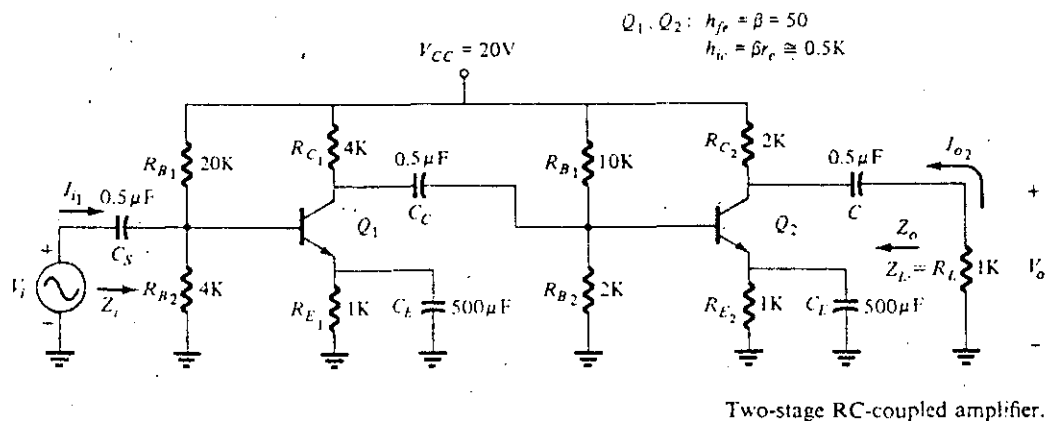 Q1, Q2: hfe = β = 50
hie = βre ≅ 0.5K
VCC = 20V
RB1 20K
RC1 4K
0.5µF
CC
RB1 10K
RC2 2K
0.5µF
C
Io2
Ii1
0.5µF
CS
Q1
Q2
Zo
+
Vi
−
Zi
RB2 4K
RE1 1K
CE 500µF
RB2 2K
RE2 1K
CE 500µF
ZL = RL 1K
+
Vo
−
Two-stage RC-coupled amplifier.